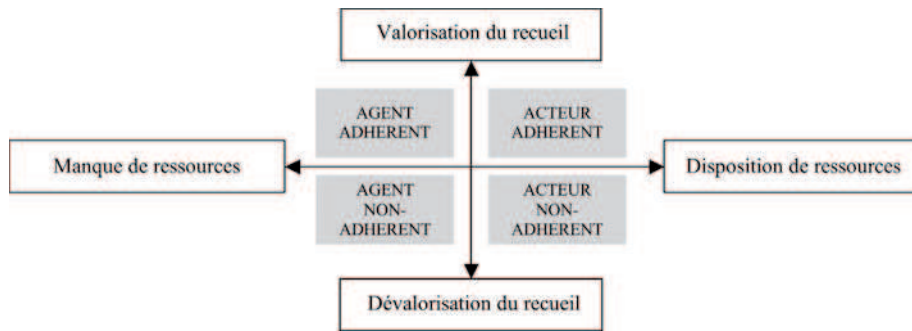 Valorisation du recueil
AGENT
ADHERENT
ACTEUR
ADHERENT
Manque de ressources
Disposition de ressources
AGENT
NON-
ADHERENT
ACTEUR
NON-
ADHERENT
Dévalorisation du recueil